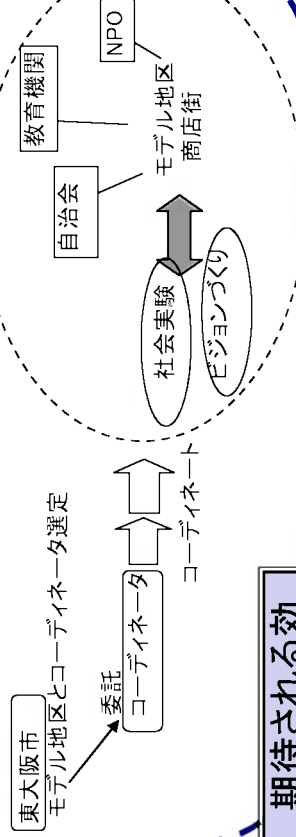 東大阪市
モデル地区とコーディネータ選定
委託
コーディネータ
コーディネート
社会実験
ビジョンづくり
自治会
教育機関
NPO
モデル地区
商店街
期待される効